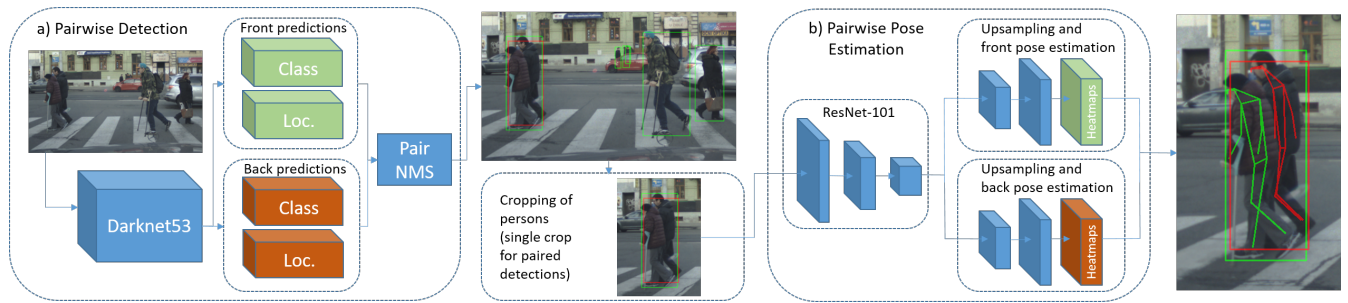 a) Pairwise Detection
Front predictions
Class
Loc.
Darknet53
Back predictions
Class
Loc.
Pair
NMS
Cropping of
persons
(single crop
for paired
detections)
b) Pairwise Pose
Estimation
ResNet-101
Upsampling and
front pose estimation
Heatmaps
Upsampling and
back pose estimation
Heatmaps